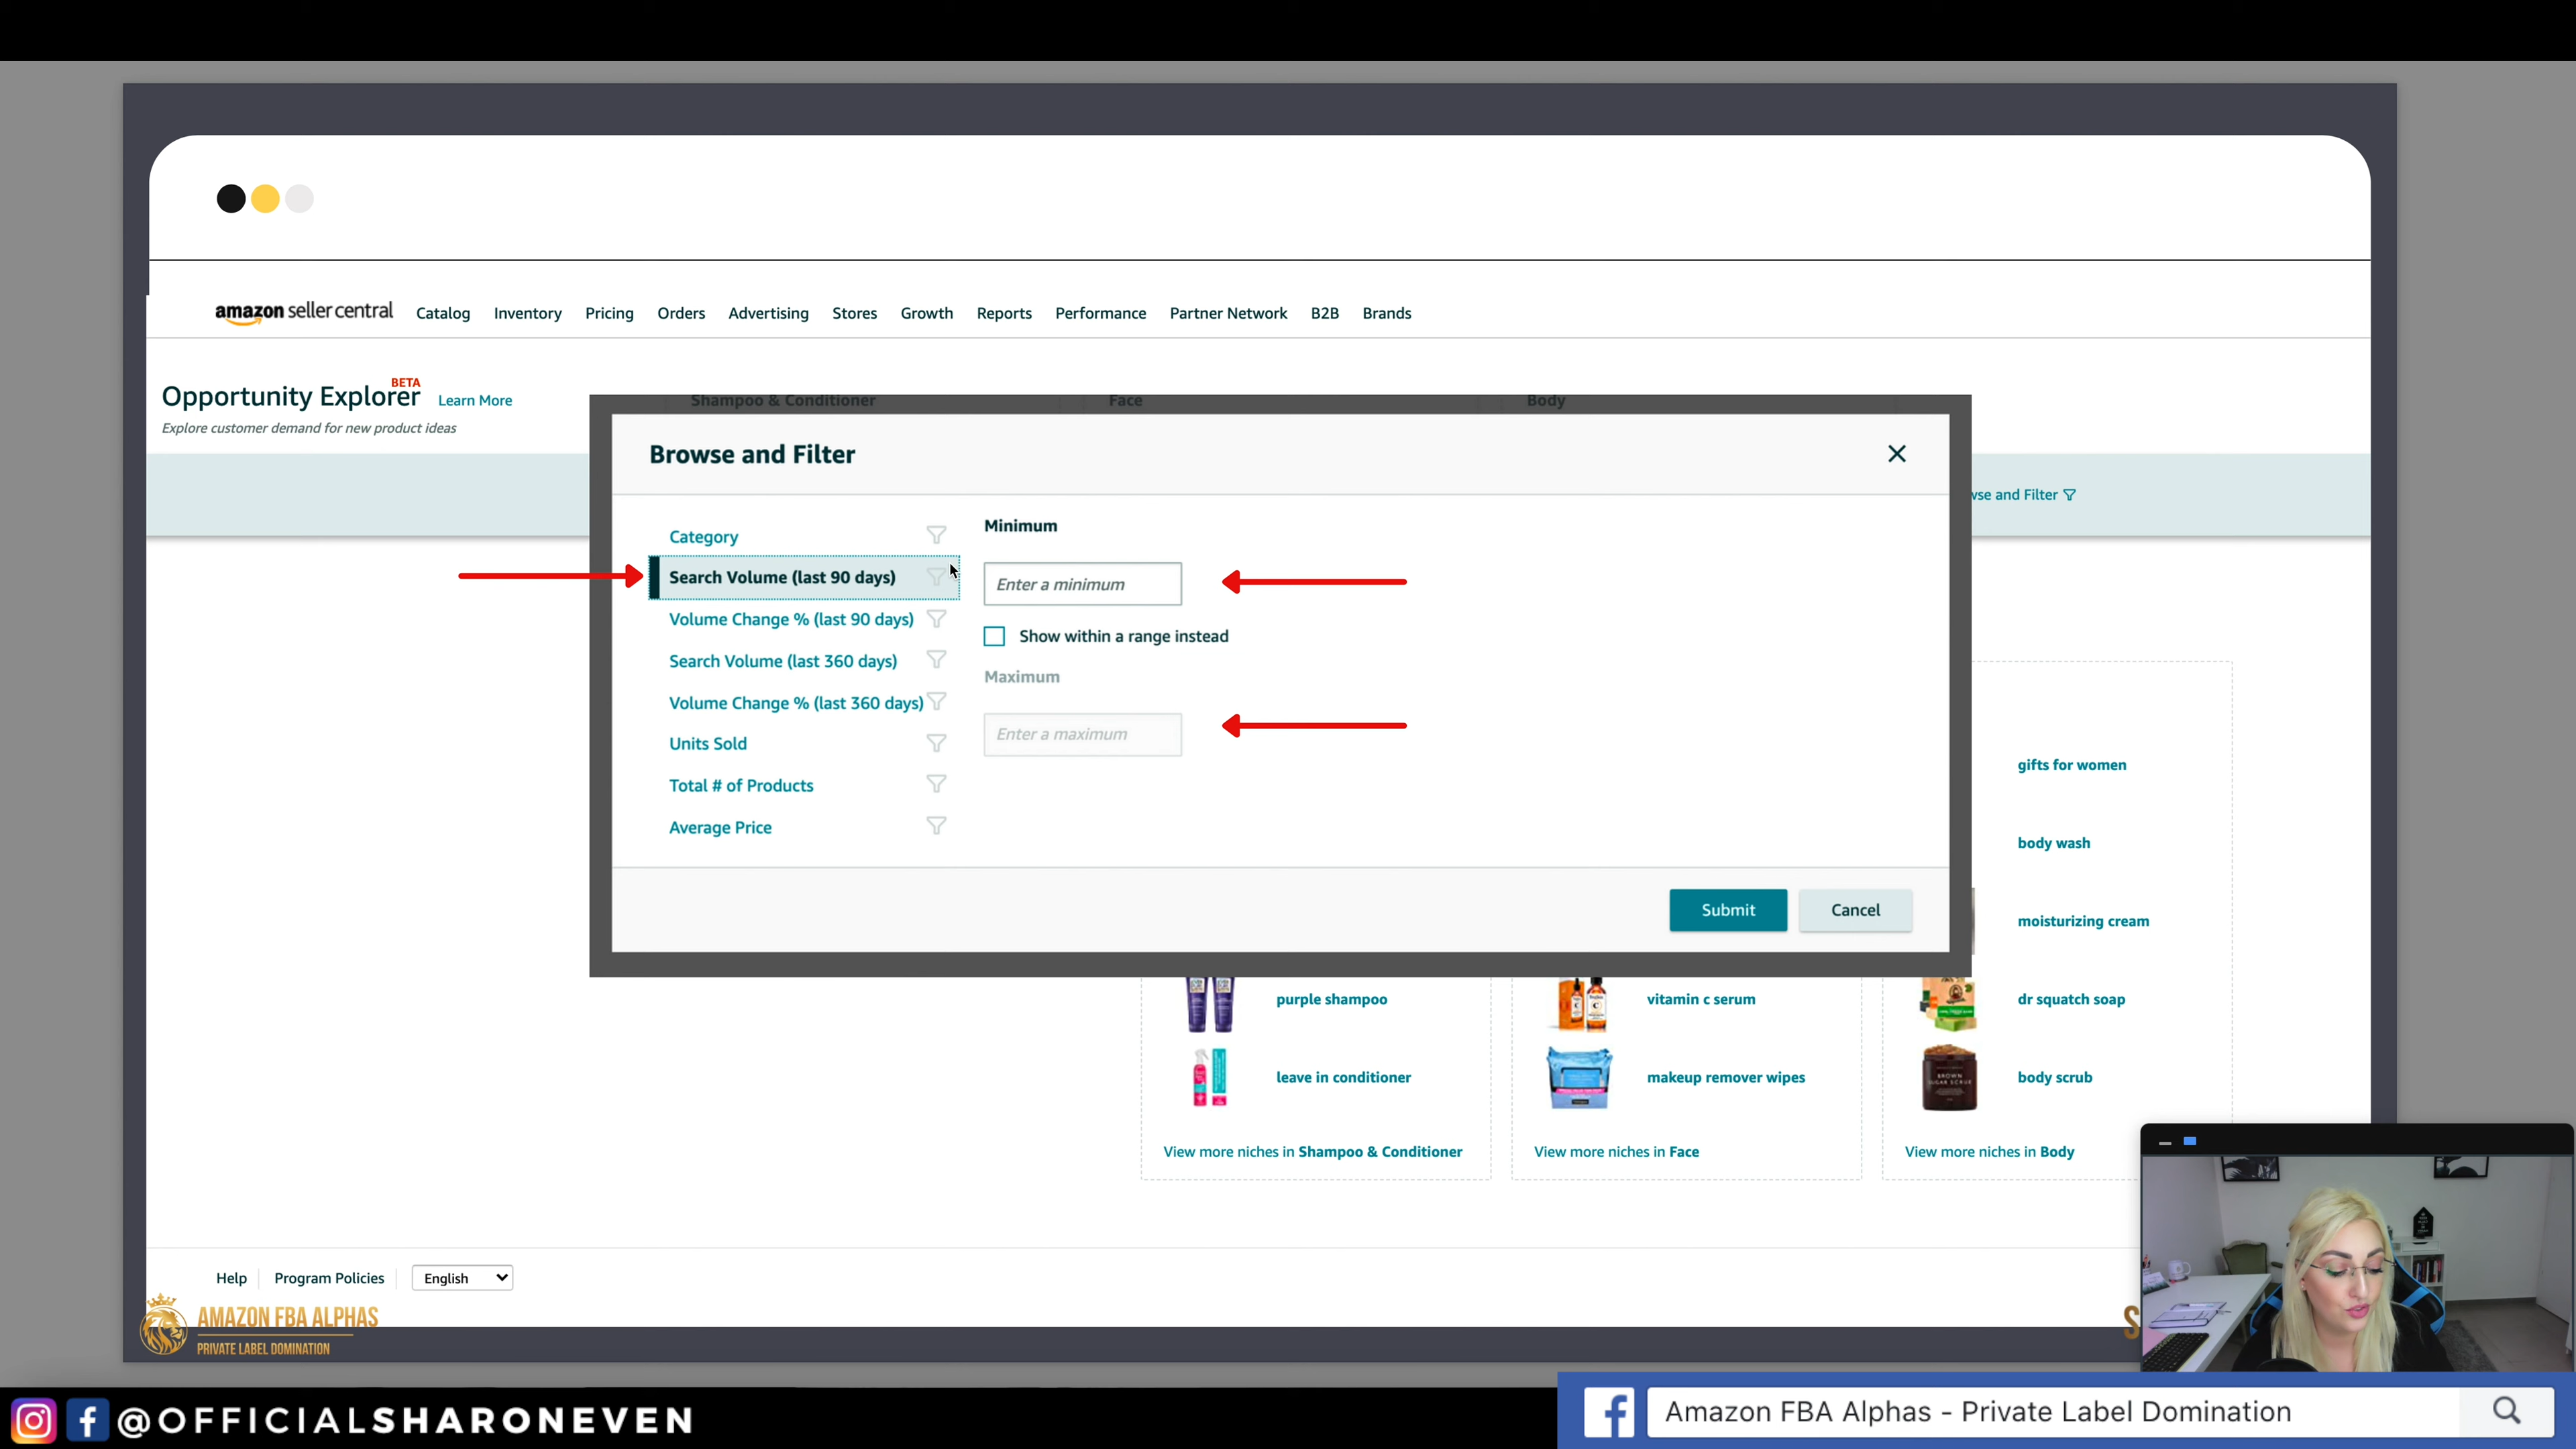 amazon seller central
Catalog Inventory Pricing Orders Advertising Stores Growth Reports Performance Partner Network B2B Brands
Opportunity Explorer BETA Learn More
Explore customer demand for new product ideas
Shampoo & Conditioner Face Body
Browse and Filter
wse and Filter
Category
Search Volume (last 90 days)
Volume Change % (last 90 days)
Search Volume (last 360 days)
Volume Change % (last 360 days)
Units Sold
Total # of Products
Average Price
Minimum
Enter a minimum
Show within a range instead
Maximum
Enter a maximum
Submit Cancel
gifts for women
body wash
moisturizing cream
purple shampoo vitamin c serum dr squatch soap
leave in conditioner makeup remover wipes body scrub
BROWN
SUGAR SCRUB
View more niches in Shampoo & Conditioner View more niches in Face View more niches in Body
Help Program Policies English
AMAZON FBA ALPHAS
PRIVATE LABEL DOMINATION
S
@OFFICIALSHARONEVEN
Amazon FBA Alphas - Private Label Domination